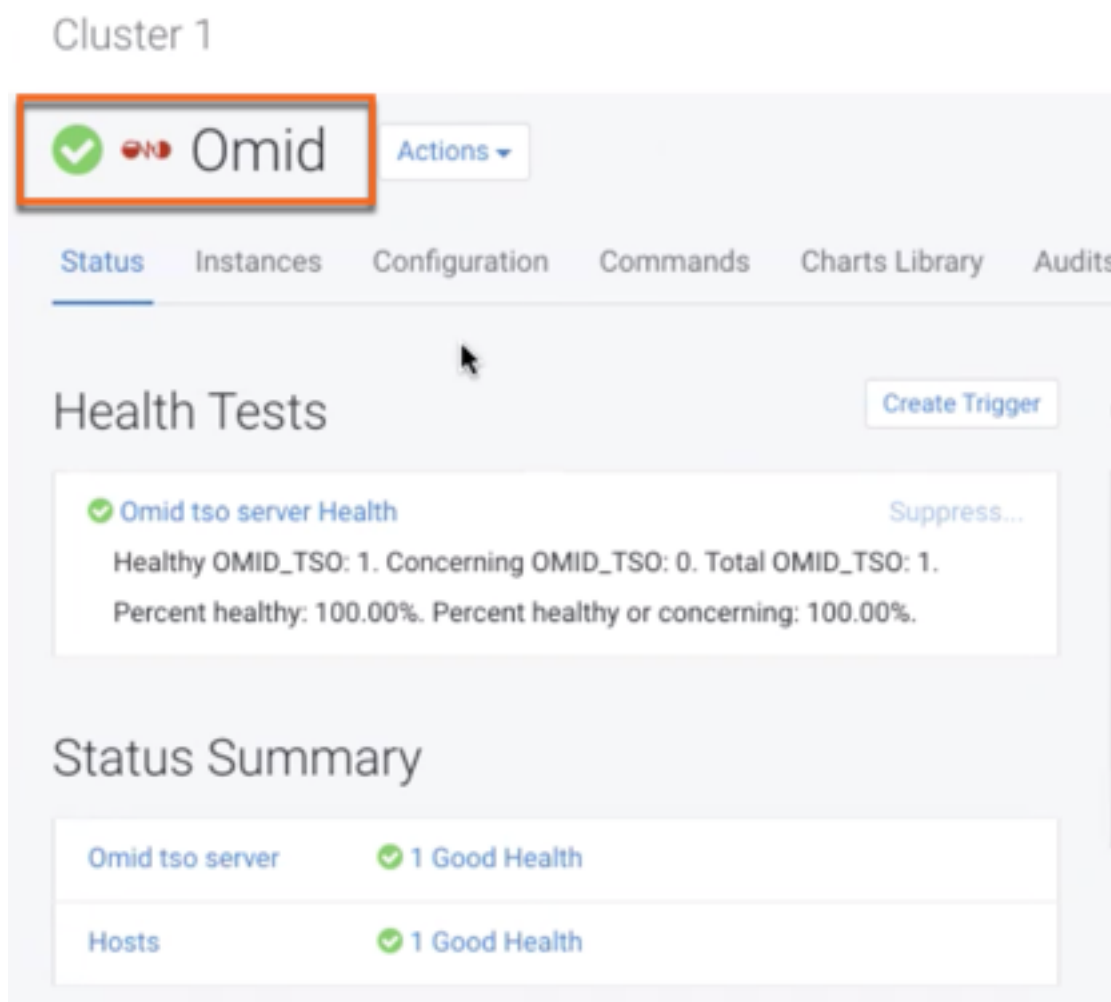 Cluster 1
Omid Actions
Status Instances Configuration Commands Charts Library Audits
Health Tests Create Trigger
Omid tso server Health Suppress...
Healthy OMID_TSO: 1. Concerning OMID_TSO: 0. Total OMID_TSO: 1.
Percent healthy: 100.00%. Percent healthy or concerning: 100.00%.
Status Summary
Omid tso server 1 Good Health
Hosts 1 Good Health